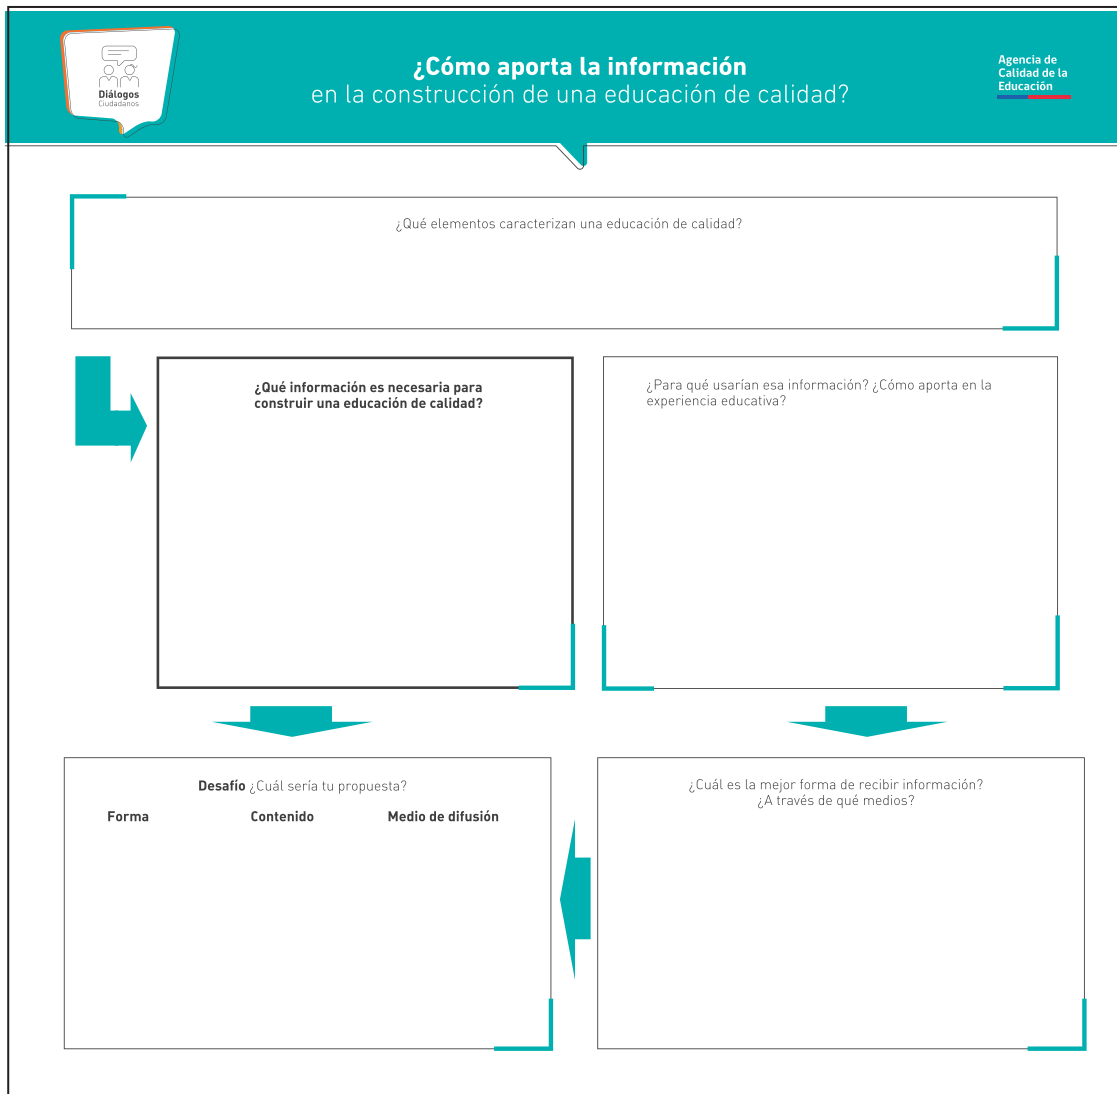 Diálogos
Ciudadanos
¿Cómo aporta la información
en la construcción de una educación de calidad?
Agencia de
Calidad de la
Educación
¿Qué elementos caracterizan una educación de calidad?
¿Qué información es necesaria para
construir una educación de calidad?
¿Para qué usarían esa información? ¿Cómo aporta en la
experiencia educativa?
Desafío ¿Cuál sería tu propuesta?
Forma Contenido Medio de difusión
¿Cuál es la mejor forma de recibir información?
¿A través de qué medios?